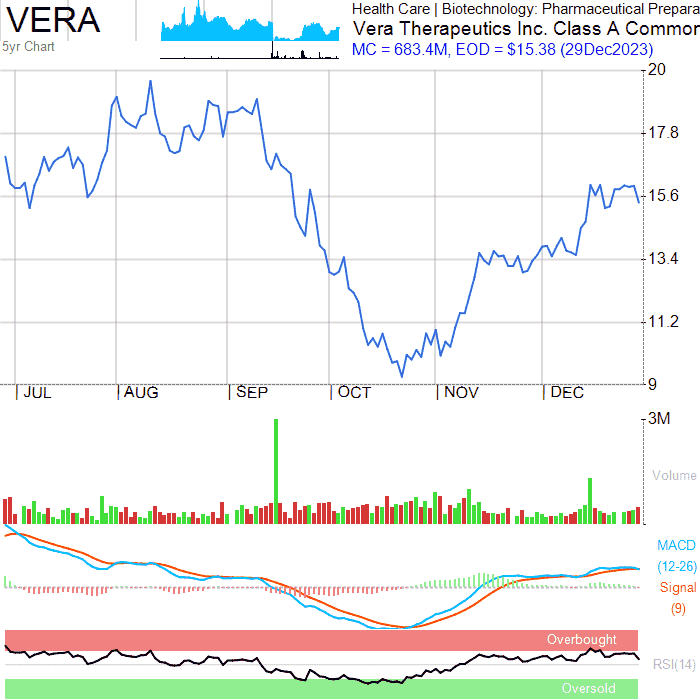 VERA
5yr Chart
Health Care | Biotechnology: Pharmaceutical Prepara
Vera Therapeutics Inc. Class A Common
MC = 683.4M, EOD = $15.38 (29Dec2023)
20
17.8
15.6
13.4
11.2
9
JUL
AUG
SEP
OCT
NOV
DEC
3M
Volume
MACD
(12-26)
Signal
(9)
Overbought
RSI(14)
Oversold